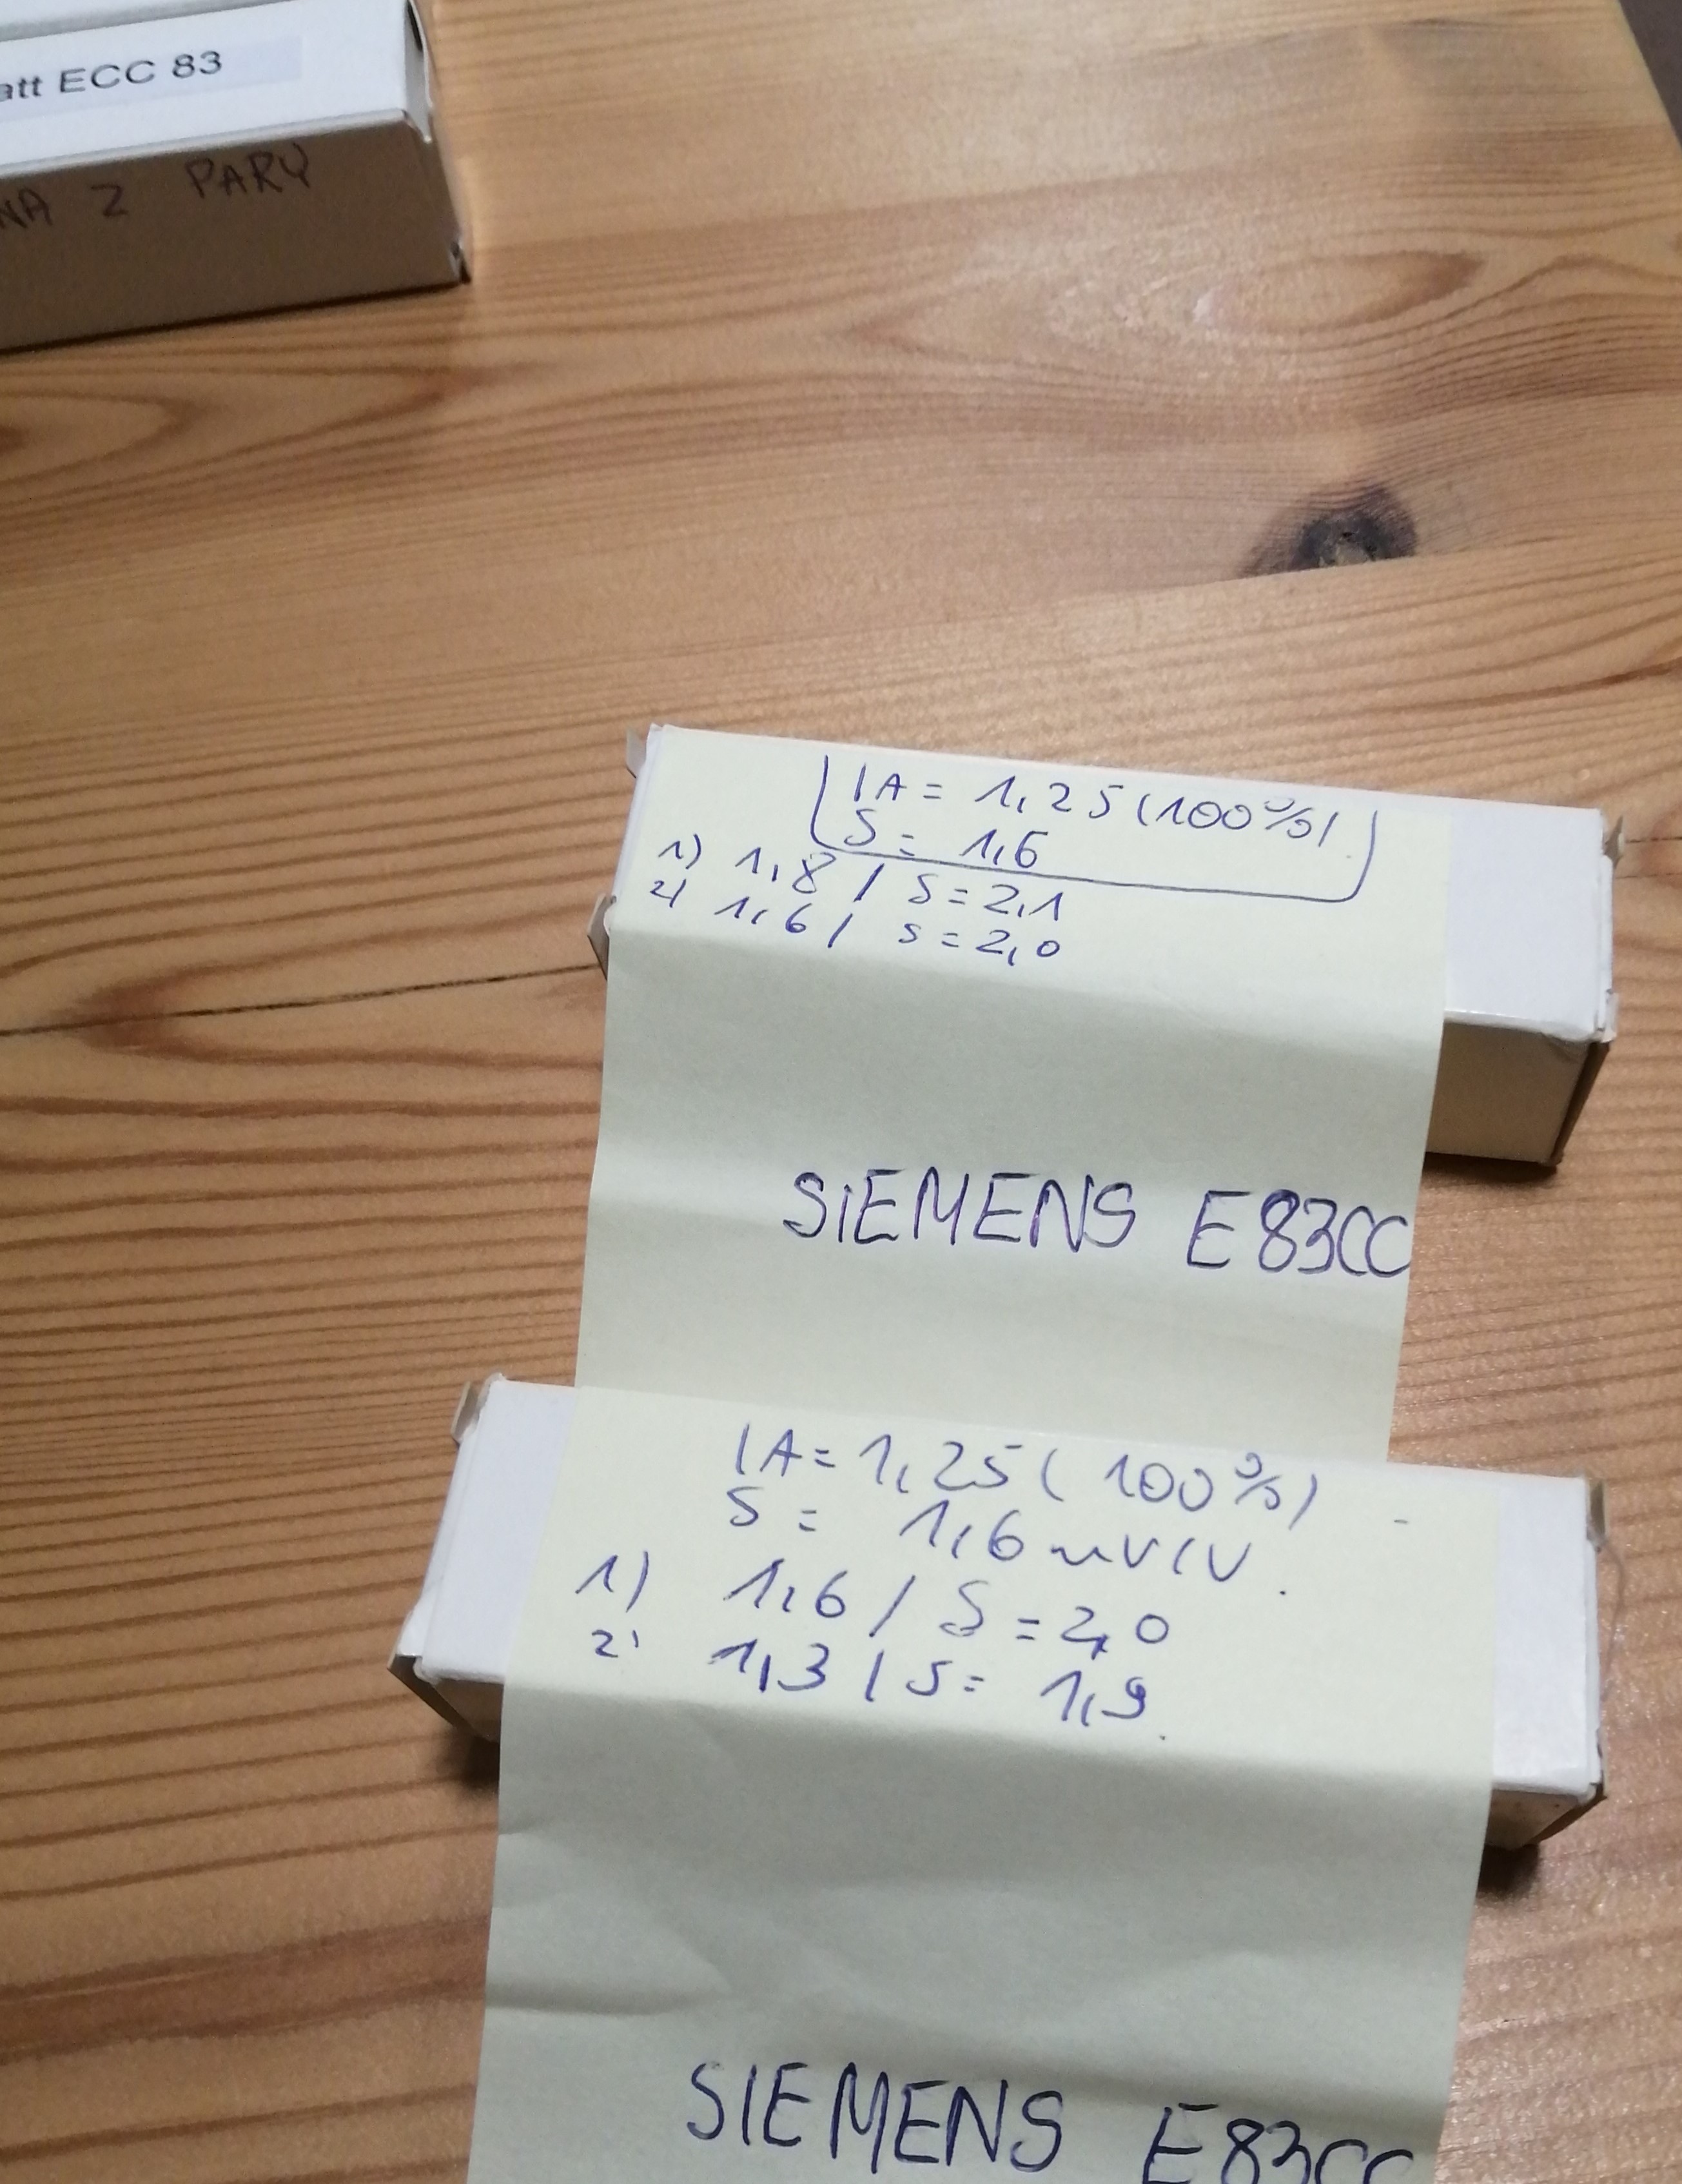 att ECC 83
NA Z PARY
IA = 1,25 (100%)
S = 1,6
1) 1,8 / S = 2,1
2) 1,6 / S = 2,0
SIEMENS E83CC
IA = 1,25 (100%)
S = 1,6 mV/V
1) 1,6 / S = 2,0
2) 1,3 / S = 1,9
SIEMENS E83CC